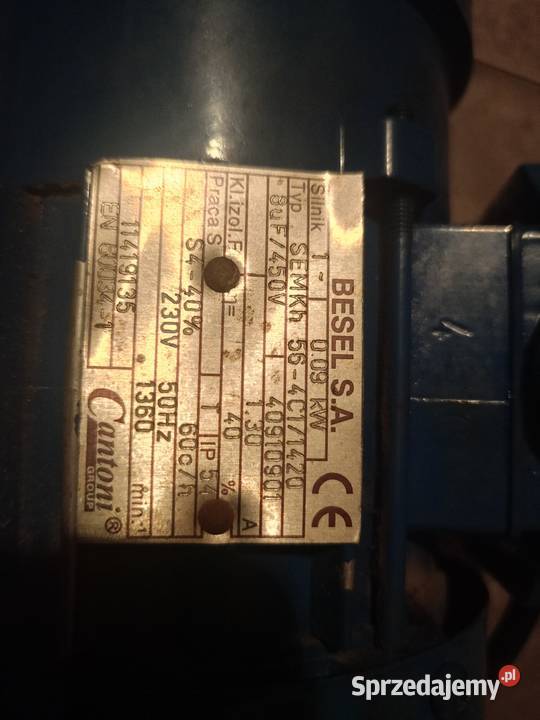 BESEL S.A. CE
Silnik 1~ 0.09 kW
Typ SEMKh 56-4C1/1420
8uF/450V 40910901
1.30 A
Kl.izol.F η= 40 %
Praca S T IP 54
S4-40% 60c/h
230V 50Hz
11419135 1360 min.-1
EN 60034-1 Cantoni®
GROUP
Sprzedajemy.pl